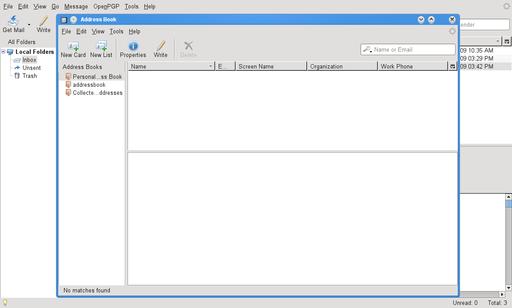 File Edit View Go Message OpenPGP Tools Help
Get Mail Write
All Folders
Local Folders
Inbox
Unsent
Trash
Address Book
File Edit View Tools Help
New Card New List Properties Write Delete
Name or Email
Address Books
Personal...ss Book
addressbook
Collecte...ddresses
Name E... Screen Name Organization Work Phone
No matches found
ender
09 10:35 AM
09 03:29 PM
09 03:42 PM
Unread: 0 Total: 3